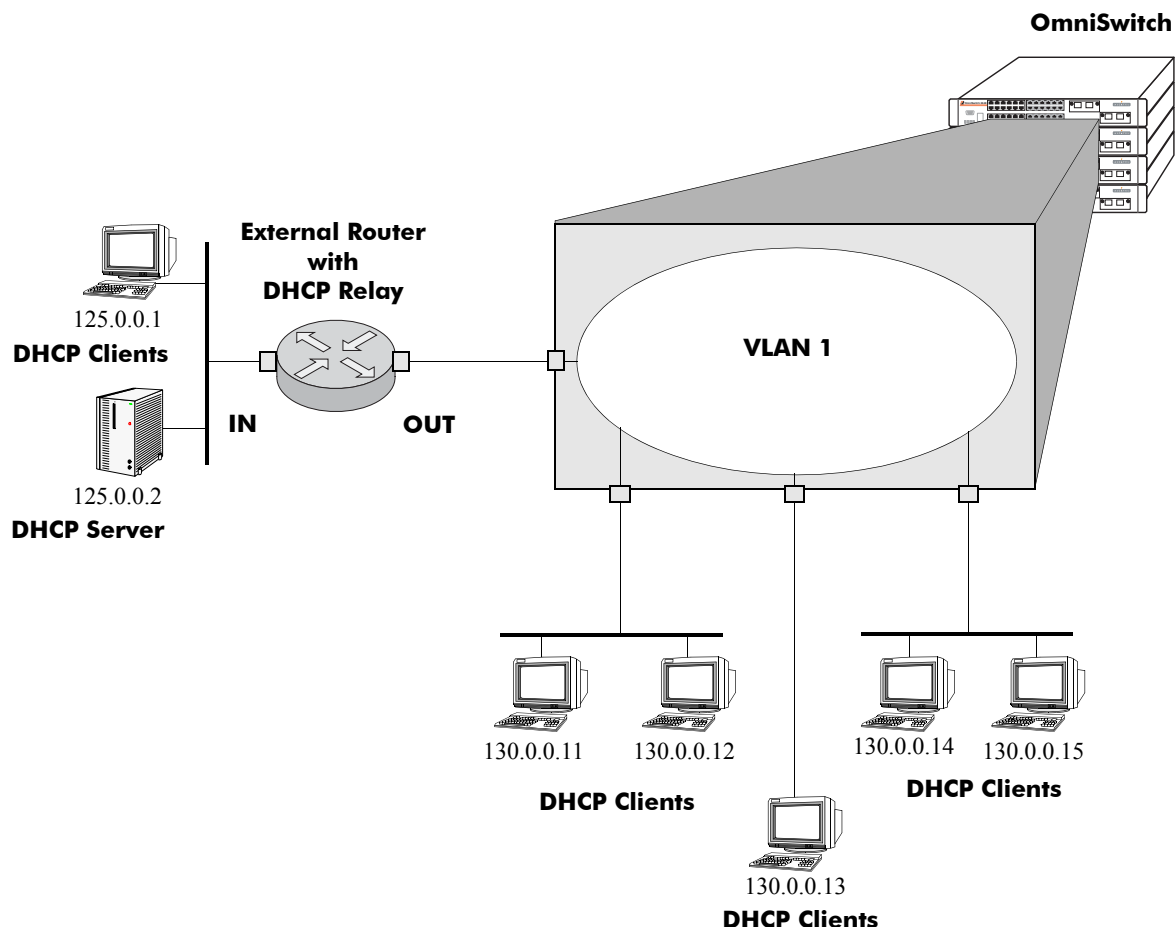 OmniSwitch
External Router
with
DHCP Relay
125.0.0.1
DHCP Clients
VLAN 1
IN
OUT
125.0.0.2
DHCP Server
130.0.0.11
130.0.0.12
DHCP Clients
130.0.0.14
130.0.0.15
DHCP Clients
130.0.0.13
DHCP Clients